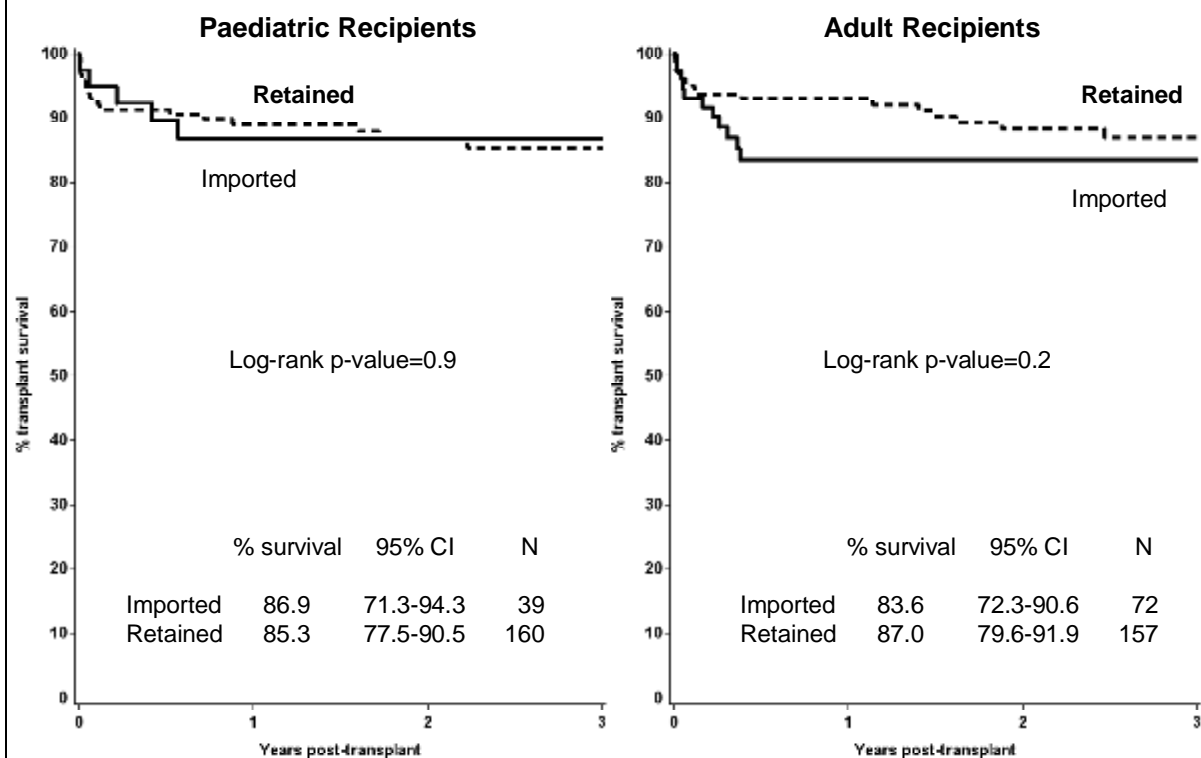 Paediatric Recipients
100
90
80
70
60
50
40
30
20
10
0
% transplant survival
Retained
Imported
Log-rank p-value=0.9
% survival 95% CI N
Imported 86.9 71.3-94.3 39
Retained 85.3 77.5-90.5 160
0 1 2 3
Years post-transplant
Adult Recipients
100
90
80
70
60
50
40
30
20
10
0
% transplant survival
Retained
Imported
Log-rank p-value=0.2
% survival 95% CI N
Imported 83.6 72.3-90.6 72
Retained 87.0 79.6-91.9 157
0 1 2 3
Years post-transplant